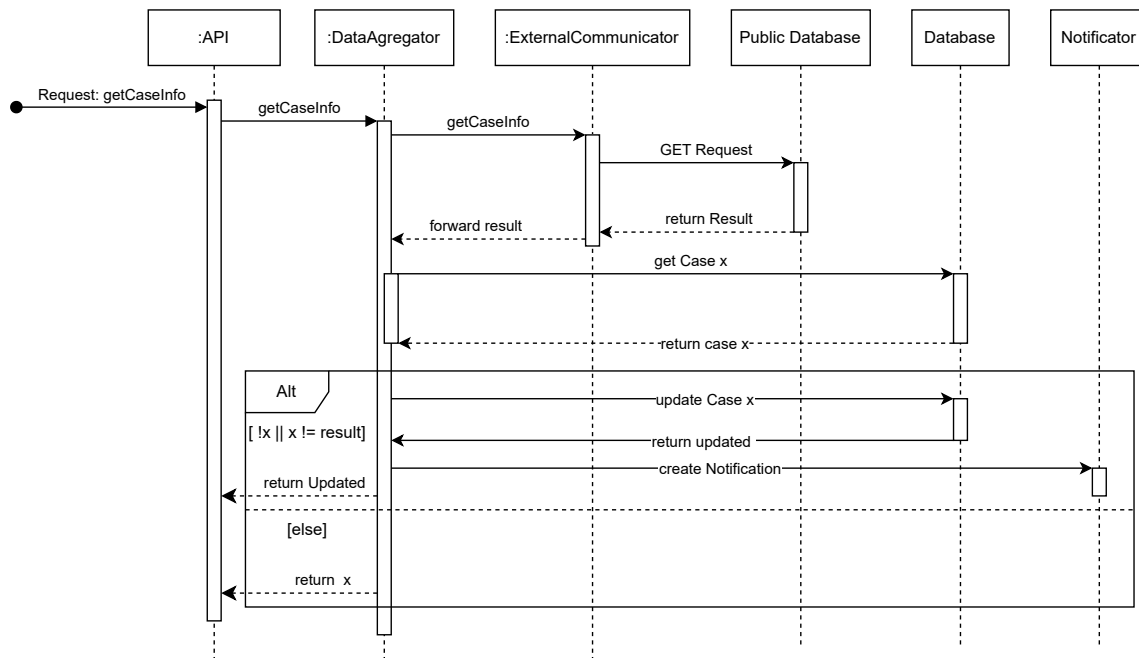 :API
:DataAgregator
:ExternalCommunicator
Public Database
Database
Notificator
Request: getCaseInfo
getCaseInfo
getCaseInfo
GET Request
return Result
forward result
get Case x
return case x
Alt
update Case x
[ !x || x != result]
return updated
create Notification
return Updated
[else]
return x